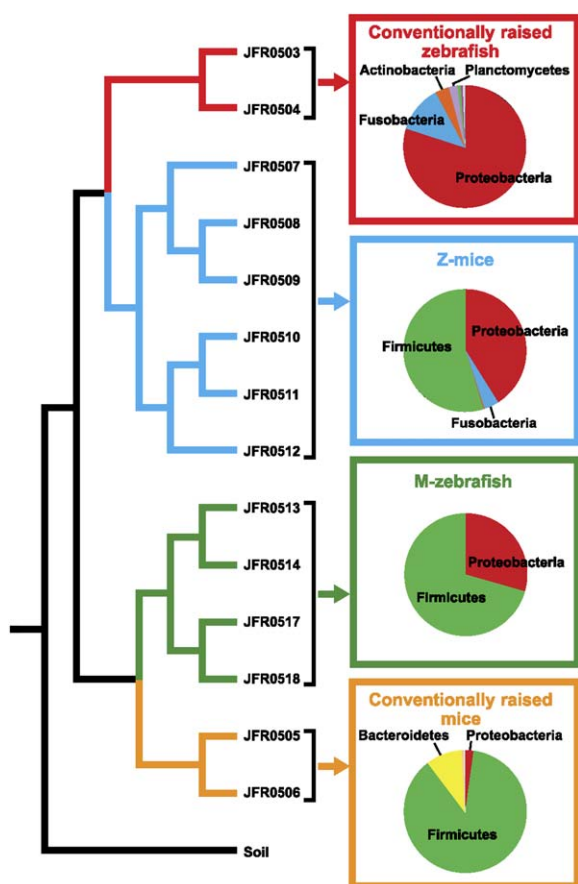 JFR0503
JFR0504
JFR0507
JFR0508
JFR0509
JFR0510
JFR0511
JFR0512
JFR0513
JFR0514
JFR0517
JFR0518
JFR0505
JFR0506
Soil
Conventionally raised
zebrafish
Actinobacteria
Planctomycetes
Fusobacteria
Proteobacteria
Z-mice
Proteobacteria
Firmicutes
Fusobacteria
M-zebrafish
Proteobacteria
Firmicutes
Conventionally raised
mice
Bacteroidetes
Proteobacteria
Firmicutes